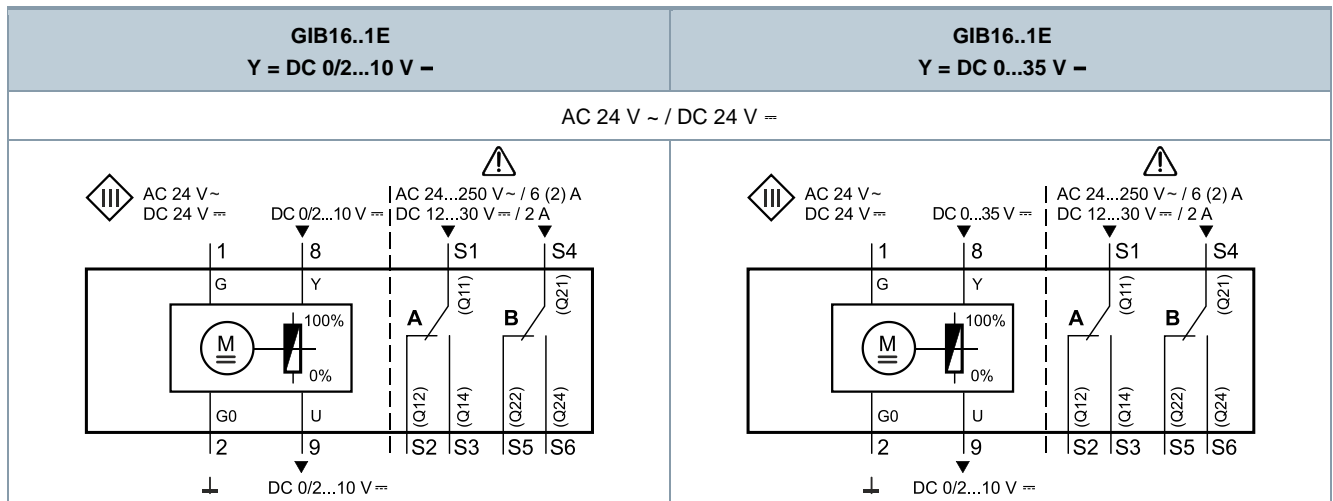 GIB16..1E
Y = DC 0/2...10 V ⎓
GIB16..1E
Y = DC 0...35 V ⎓
AC 24 V ~ / DC 24 V ⎓
III
AC 24 V ~
DC 24 V ⎓
DC 0/2...10 V ⎓
AC 24...250 V ~ / 6 (2) A
DC 12...30 V ⎓ / 2 A
1 8 S1 S4
G Y (Q11) (Q21)
A B
M
100%
0%
G0 U (Q12) (Q14) (Q22) (Q24)
2 9 S2 S3 S5 S6
⊥ DC 0/2...10 V ⎓
III
AC 24 V ~
DC 24 V ⎓
DC 0...35 V ⎓
AC 24...250 V ~ / 6 (2) A
DC 12...30 V ⎓ / 2 A
1 8 S1 S4
G Y (Q11) (Q21)
A B
M
100%
0%
G0 U (Q12) (Q14) (Q22) (Q24)
2 9 S2 S3 S5 S6
⊥ DC 0/2...10 V ⎓